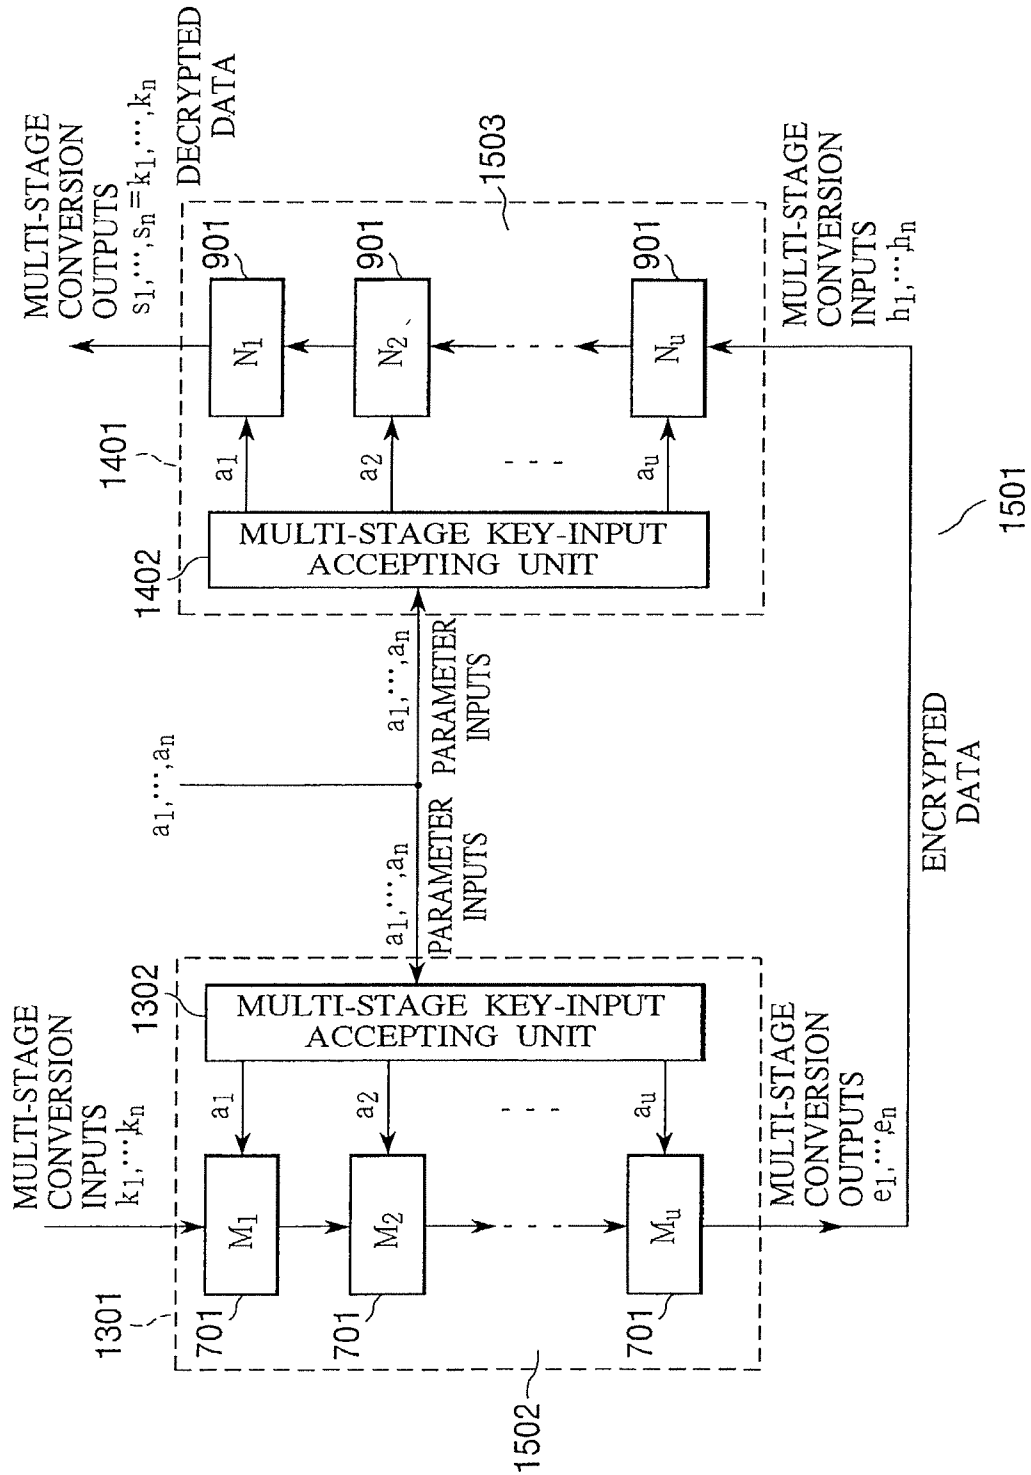 MULTI-STAGE
CONVERSION
INPUTS
k1,⋯,kn
1301
1302
MULTI-STAGE KEY-INPUT
ACCEPTING UNIT
a1
a2
- - - -
au
M1
M2
- - - -
Mu
701
701
701
1502
MULTI-STAGE
CONVERSION
OUTPUTS
e1,⋯,en
a1,⋯,an
a1,⋯,an
PARAMETER
INPUTS
a1,⋯,an
PARAMETER
INPUTS
ENCRYPTED
DATA
1501
1401
1402
MULTI-STAGE KEY-INPUT
ACCEPTING UNIT
a1
a2
- - - -
au
N1
N2
- - - -
Nu
901
901
901
1503
MULTI-STAGE
CONVERSION
OUTPUTS
s1,⋯,sn=k1,⋯,kn
DECRYPTED
DATA
MULTI-STAGE
CONVERSION
INPUTS
h1,⋯,hn